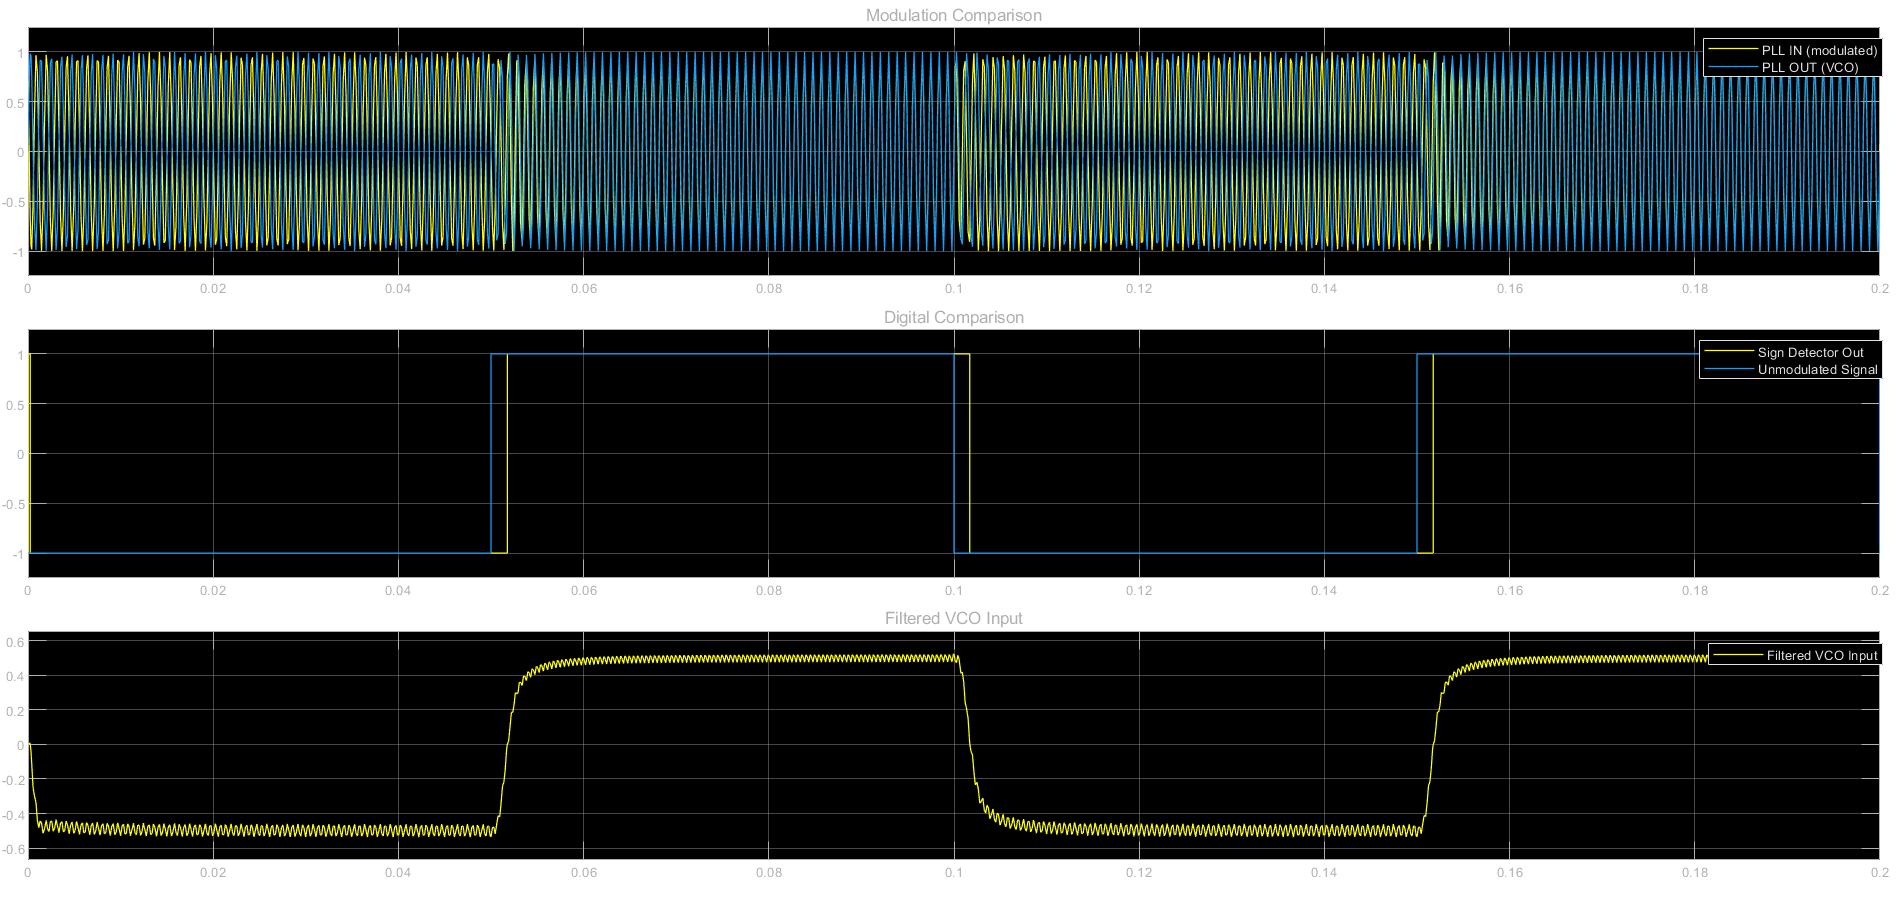 Modulation Comparison
1
0.5
0
-0.5
-1
PLL IN (modulated)
PLL OUT (VCO)
0 0.02 0.04 0.06 0.08 0.1 0.12 0.14 0.16 0.18 0.2
Digital Comparison
1
0.5
0
-0.5
-1
Sign Detector Out
Unmodulated Signal
0 0.02 0.04 0.06 0.08 0.1 0.12 0.14 0.16 0.18 0.2
Filtered VCO Input
0.6
0.4
0.2
0
-0.2
-0.4
-0.6
Filtered VCO Input
0 0.02 0.04 0.06 0.08 0.1 0.12 0.14 0.16 0.18 0.2